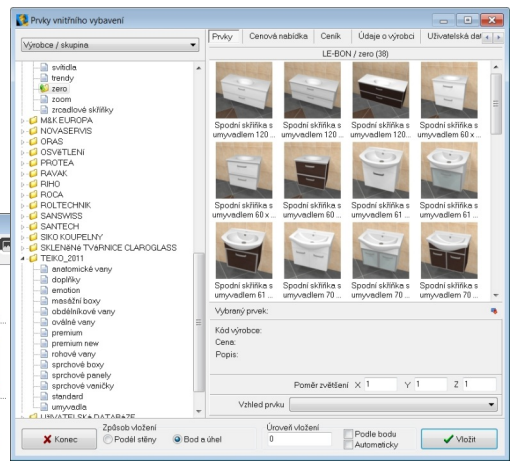 Prvky vnitřního vybavení
Výrobce / skupina
svítidla
trendy
zero
zoom
zrcadlové skříňky
M&K EUROPA
NOVASERVIS
ORAS
OSVěTLENí
PROTEA
RAVAK
RIHO
ROCA
ROLTECHNIK
SANSWISS
SANTECH
SIKO KOUPELNY
SKLENěNé TVáRNICE CLAROGLASS
TEIKO_2011
anatomické vany
doplňky
emotion
masážní boxy
obdélníkové vany
oválné vany
premium
premium new
rohové vany
sprchové boxy
sprchové panely
sprchové vaničky
standard
umyvadla
UžIVATELSKá DATABáZE
Prvky Cenová nabídka Ceník Údaje o výrobci Uživatelská dat
LE-BON / zero (38)
Spodní skříňka s Spodní skříňka s Spodní skříňka s Spodní skříňka s
umyvadlem 120 ... umyvadlem 120 ... umyvadlem 120... umyvadlem 60 x ...
Spodní skříňka s Spodní skříňka s Spodní skříňka s Spodní skříňka s
umyvadlem 60 x ... umyvadlem 60 ... umyvadlem 61 ... umyvadlem 61 ...
Spodní skříňka s Spodní skříňka s Spodní skříňka s Spodní skříňka s
umyvadlem 61 ... umyvadlem 70 ... umyvadlem 70 ... umyvadlem 70 ...
Vybraný prvek:
Kód výrobce:
Cena:
Popis:
Poměr zvětšení X 1 Y 1 Z 1
Vzhled prvku
Konec
Způsob vložení
Podél stěny Bod a úhel
Úroveň vložení
0
Podle bodu
Automaticky
Vložit